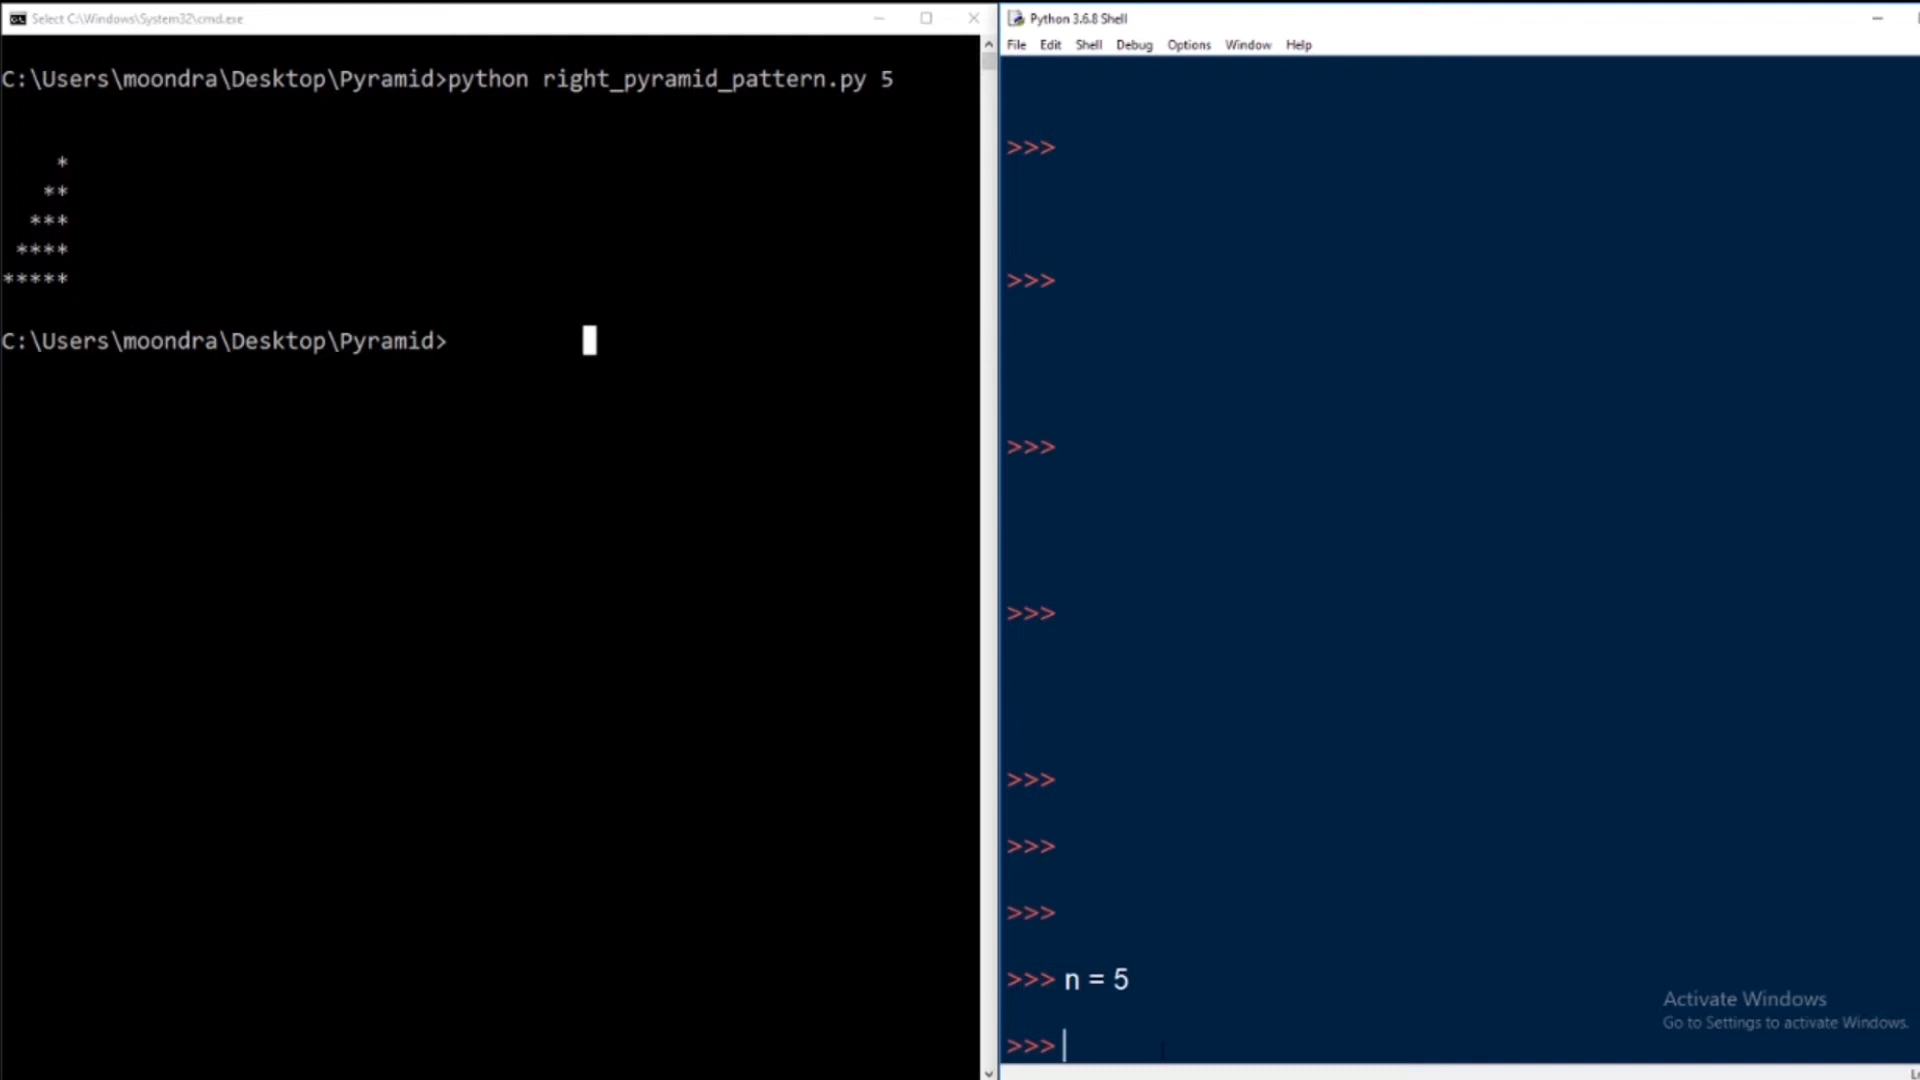 Select C:\Windows\System32\cmd.exe
C:\Users\moondra\Desktop\Pyramid>python right_pyramid_pattern.py 5
    *
   **
  ***
 ****
*****
C:\Users\moondra\Desktop\Pyramid>
Python 3.6.8 Shell
File Edit Shell Debug Options Window Help
>>>
>>>
>>>
>>>
>>>
>>>
>>>
>>> n = 5
>>>
Activate Windows
Go to Settings to activate Windows.